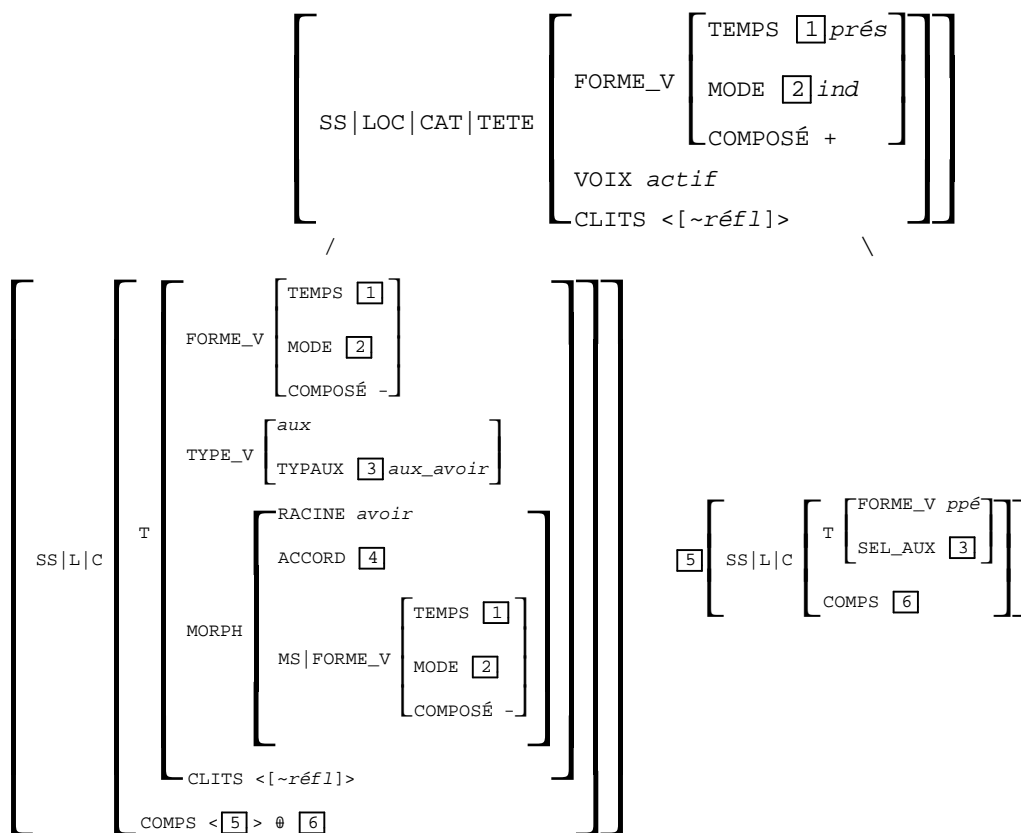 TEMPS 1 prés
FORME_V
MODE 2 ind
SS|LOC|CAT|TETE
COMPOSÉ +
VOIX actif
CLITS <[~réfl]>
/ \
TEMPS 1
FORME_V
MODE 2
COMPOSÉ -
aux
TYPE_V
TYPAUX 3 aux_avoir
RACINE avoir
T
ACCORD 4
SS|L|C
TEMPS 1
MORPH
MS|FORME_V
MODE 2
COMPOSÉ -
CLITS <[~réfl]>
COMPS <5> ⊕ 6
FORME_V ppé
T
SEL_AUX 3
5 SS|L|C
COMPS 6